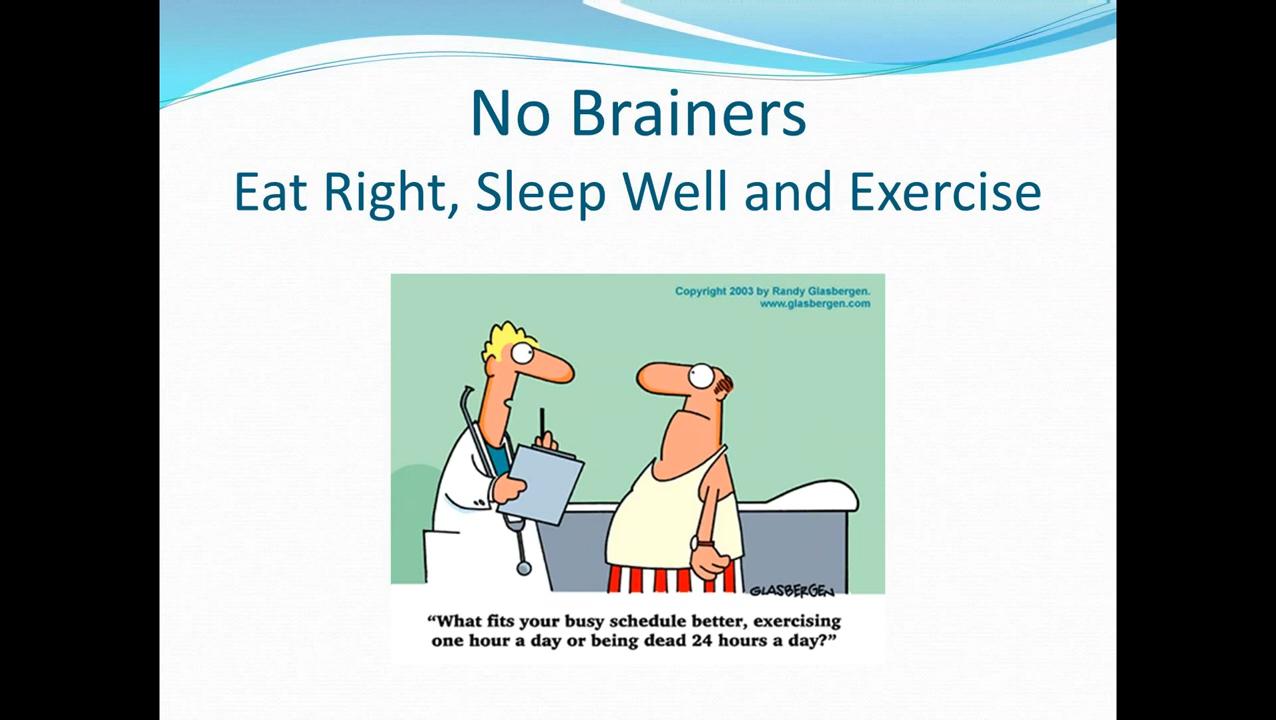 No Brainers
Eat Right, Sleep Well and Exercise
Copyright 2003 by Randy Glasbergen.
www.glasbergen.com
GLASBERGEN
“What fits your busy schedule better, exercising
one hour a day or being dead 24 hours a day?”